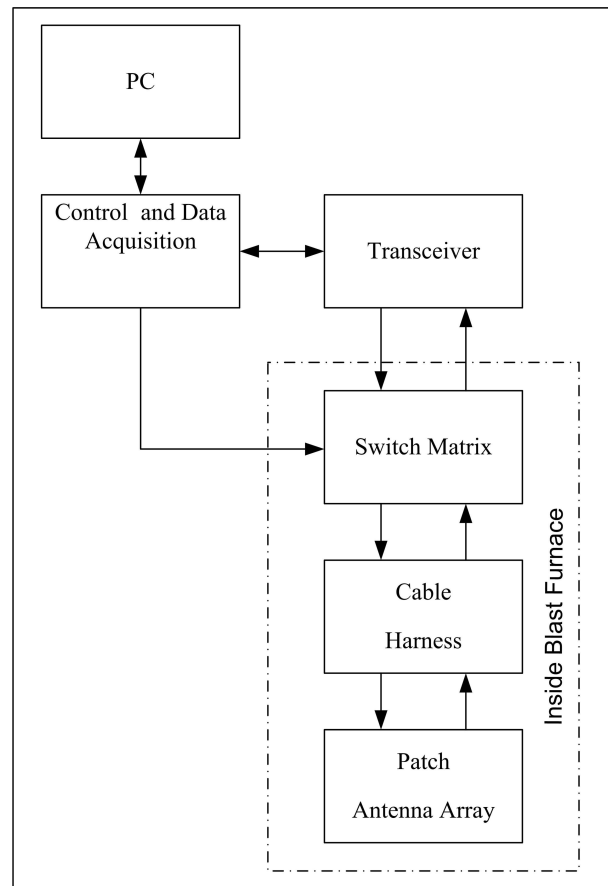 PC
Control and Data
Acquisition
Transceiver
Switch Matrix
Cable
Harness
Patch
Antenna Array
Inside Blast Furnace